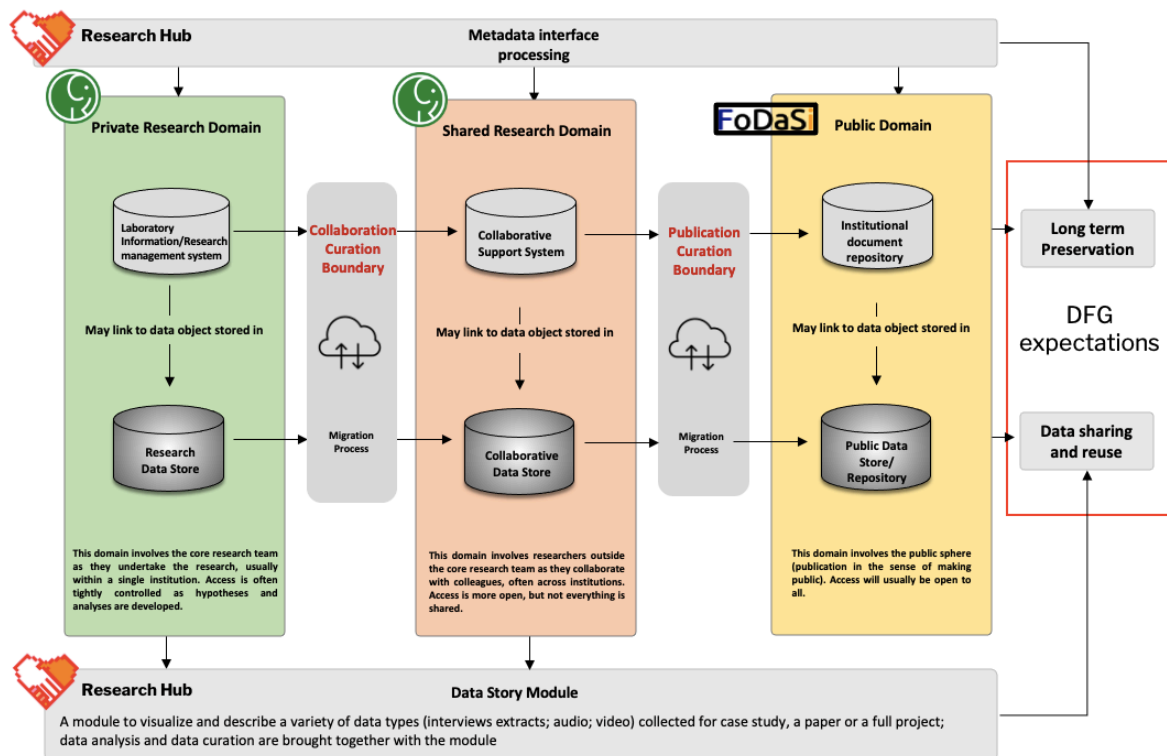 Research Hub
Metadata interface
processing
Private Research Domain
Shared Research Domain
FoDaSi
Public Domain
Laboratory
Information/Research
management system
Collaboration
Curation
Boundary
Collaborative
Support System
Publication
Curation
Boundary
Institutional
document
repository
Long term
Preservation
May link to data object stored in
May link to data object stored in
May link to data object stored in
DFG
expectations
Research
Data Store
Migration
Process
Collaborative
Data Store
Migration
Process
Public Data
Store/
Repository
Data sharing
and reuse
This domain involves the core research team
as they undertake the research, usually
within a single institution. Access is often
tightly controlled as hypotheses and
analyses are developed.
This domain involves researchers outside
the core research team as they collaborate
with colleagues, often across institutions.
Access is more open, but not everything is
shared.
This domain involves the public sphere
(publication in the sense of making
public). Access will usually be open to
all.
Research Hub
Data Story Module
A module to visualize and describe a variety of data types (interviews extracts; audio; video) collected for case study, a paper or a full project;
data analysis and data curation are brought together with the module